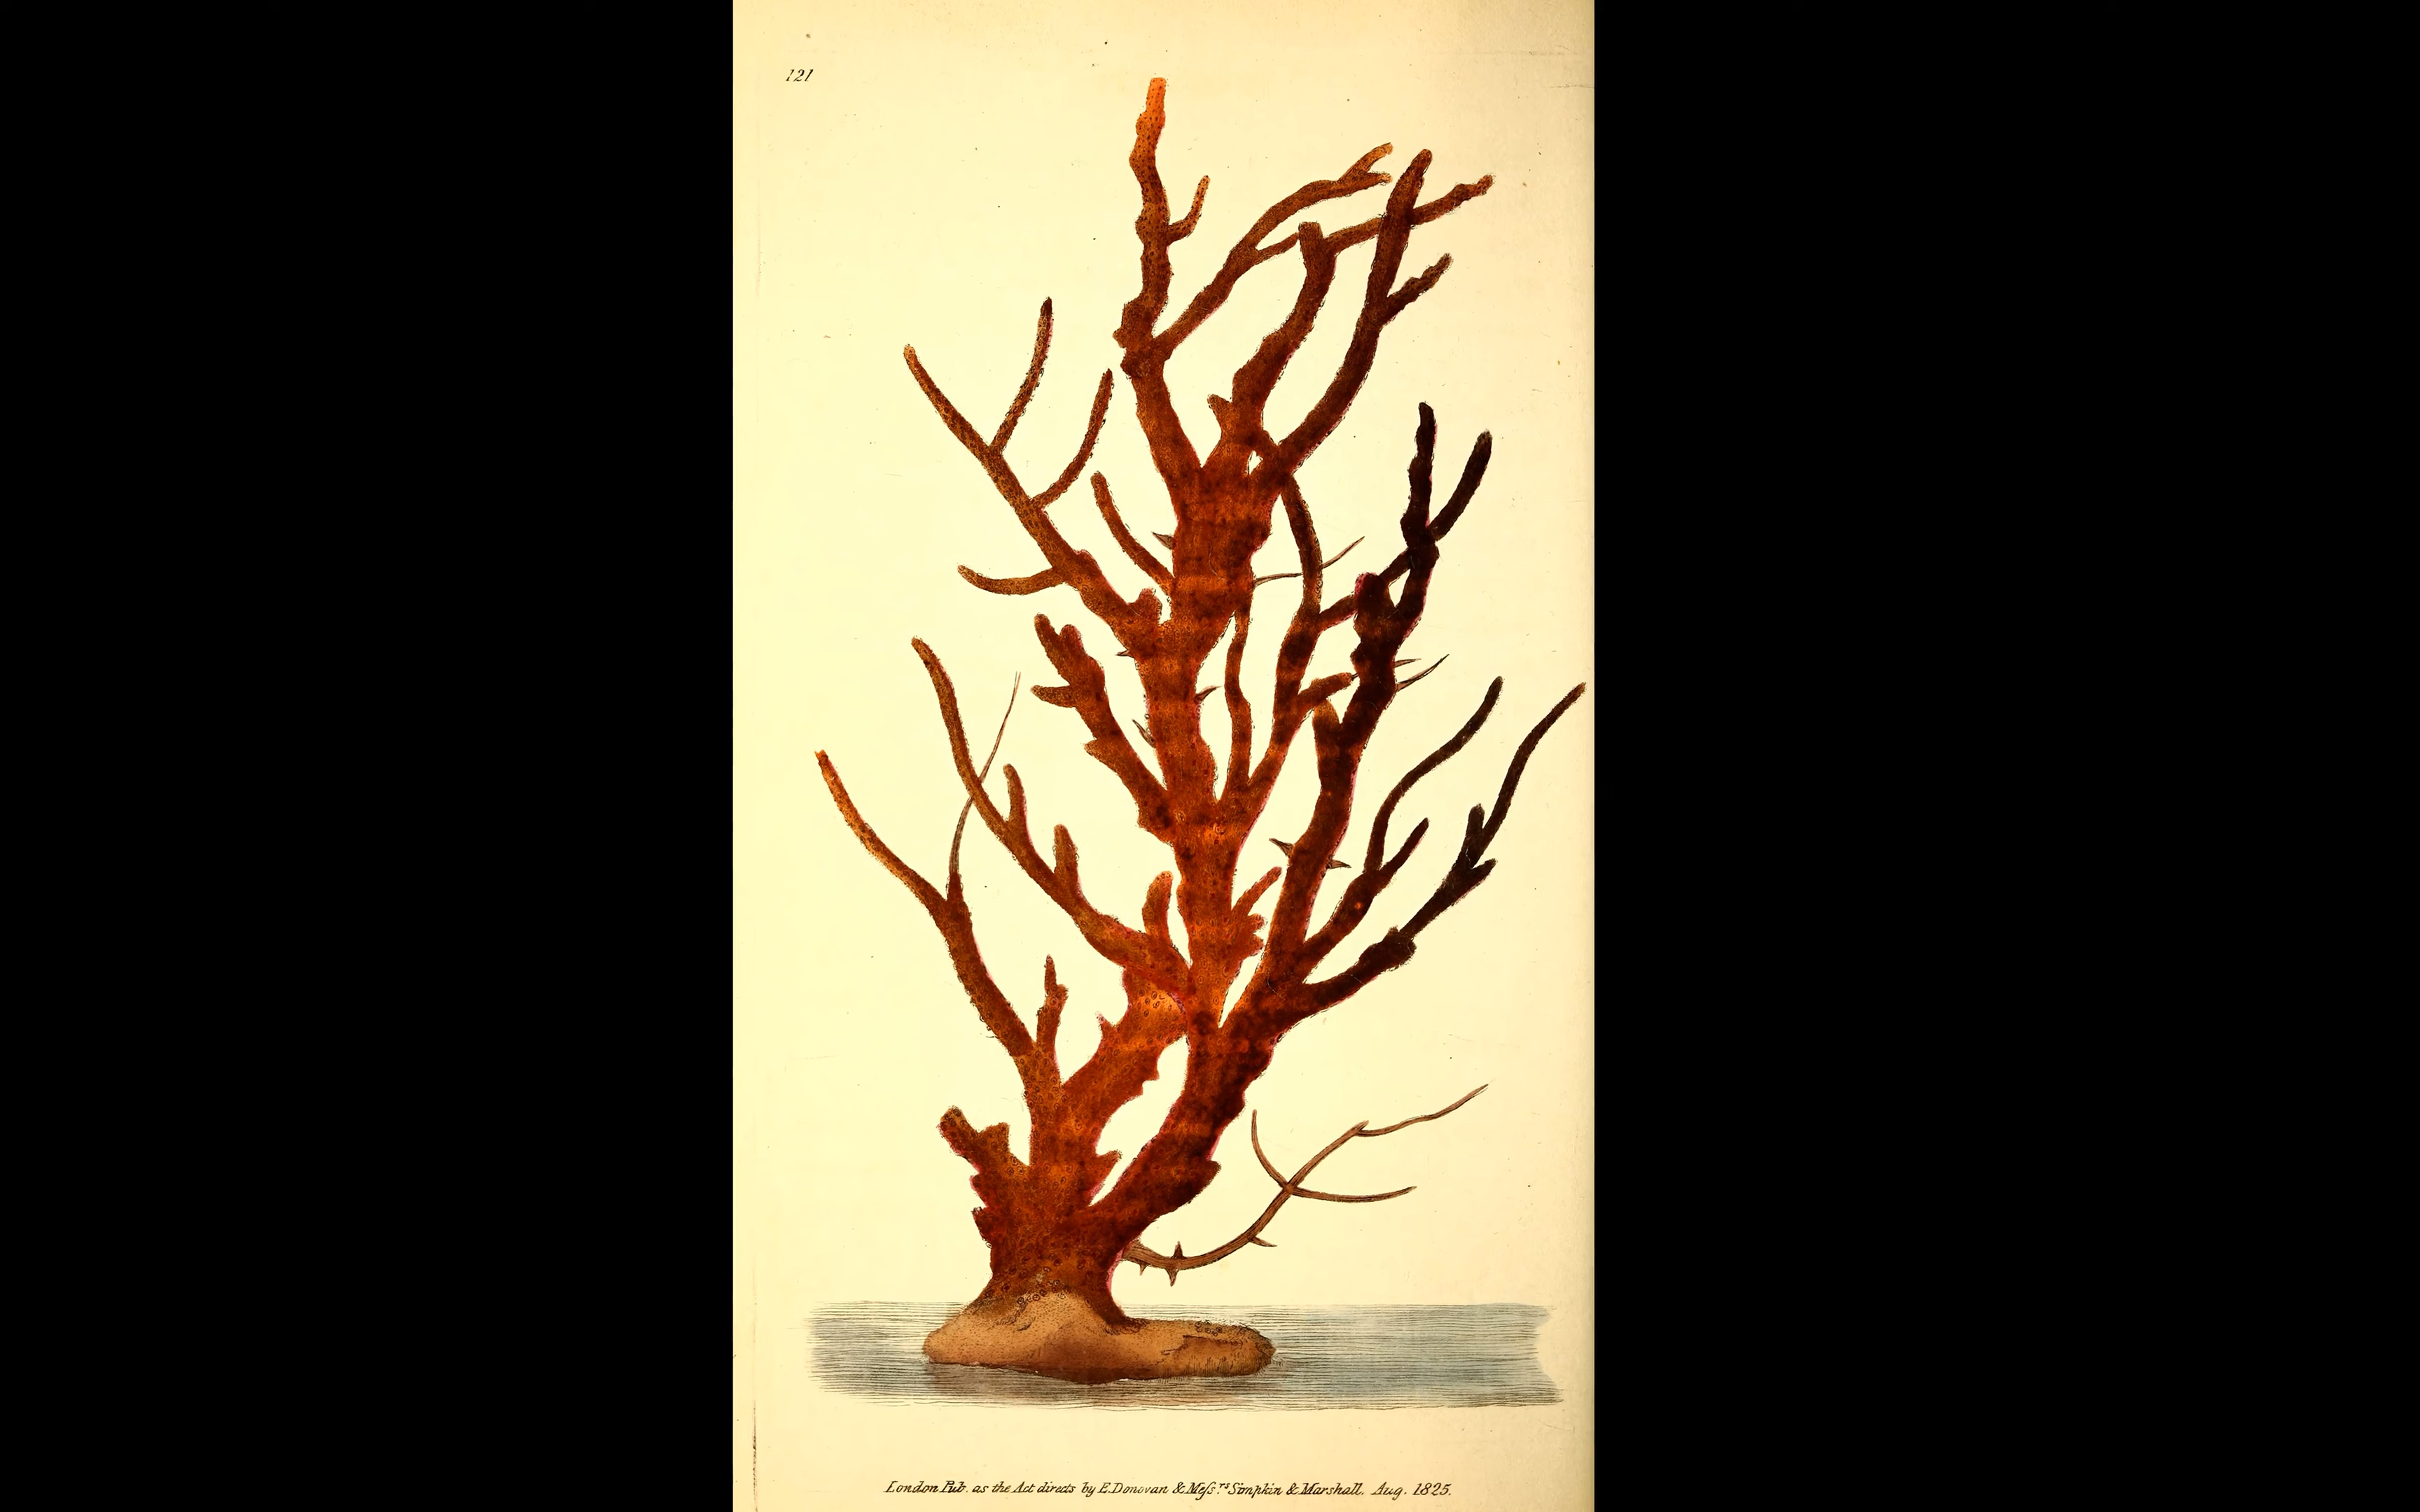 121
London Pub. as the Act directs by E. Donovan & Meſs.rs Simpkin & Marshall, Aug. 1825.